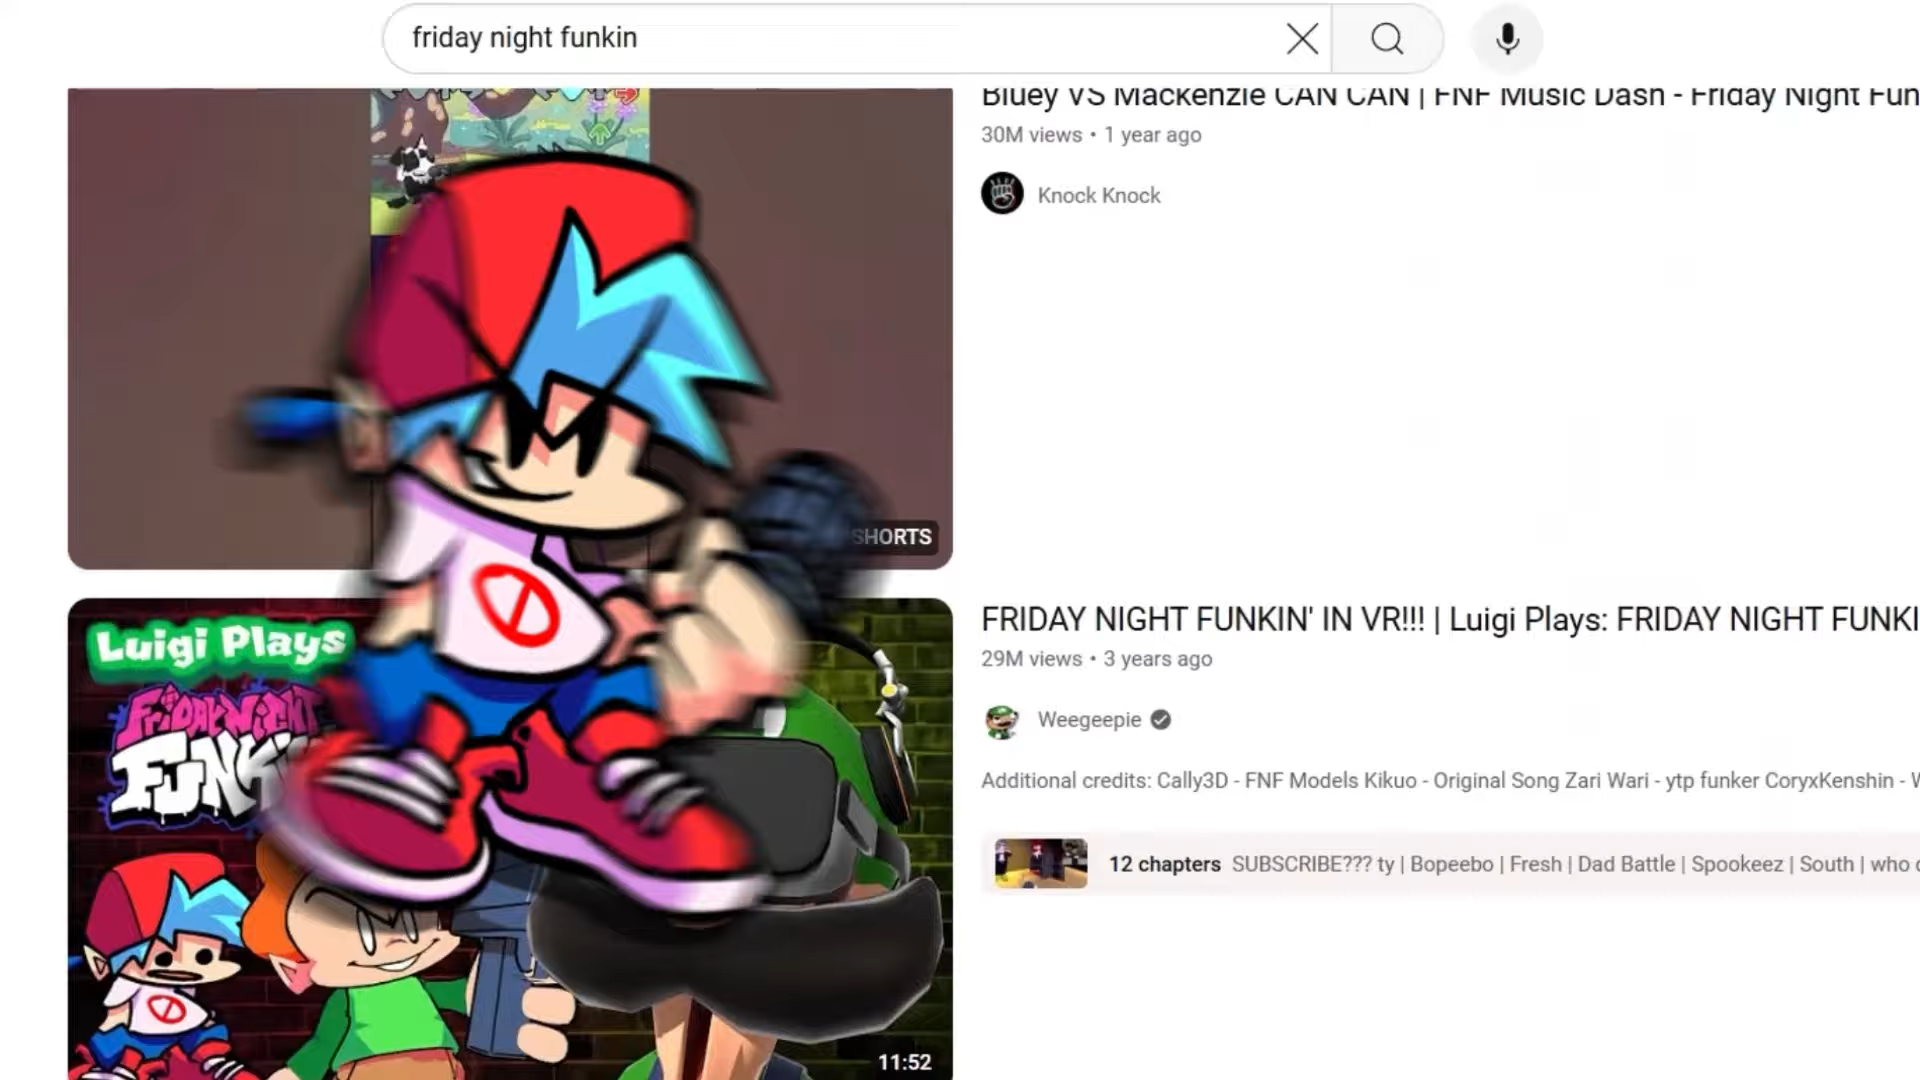 friday night funkin
Bluey VS Mackenzie CAN CAN | FNF Music Dash - Friday Night Fun
30M views • 1 year ago
Knock Knock
SHORTS
Luigi Plays
FRiDAY NiGHT
FUNKi
FRIDAY NIGHT FUNKIN' IN VR!!! | Luigi Plays: FRIDAY NIGHT FUNKI
29M views • 3 years ago
Weegeepie
Additional credits: Cally3D - FNF Models Kikuo - Original Song Zari Wari - ytp funker CoryxKenshin - W
12 chapters SUBSCRIBE??? ty | Bopeebo | Fresh | Dad Battle | Spookeez | South | who
11:52